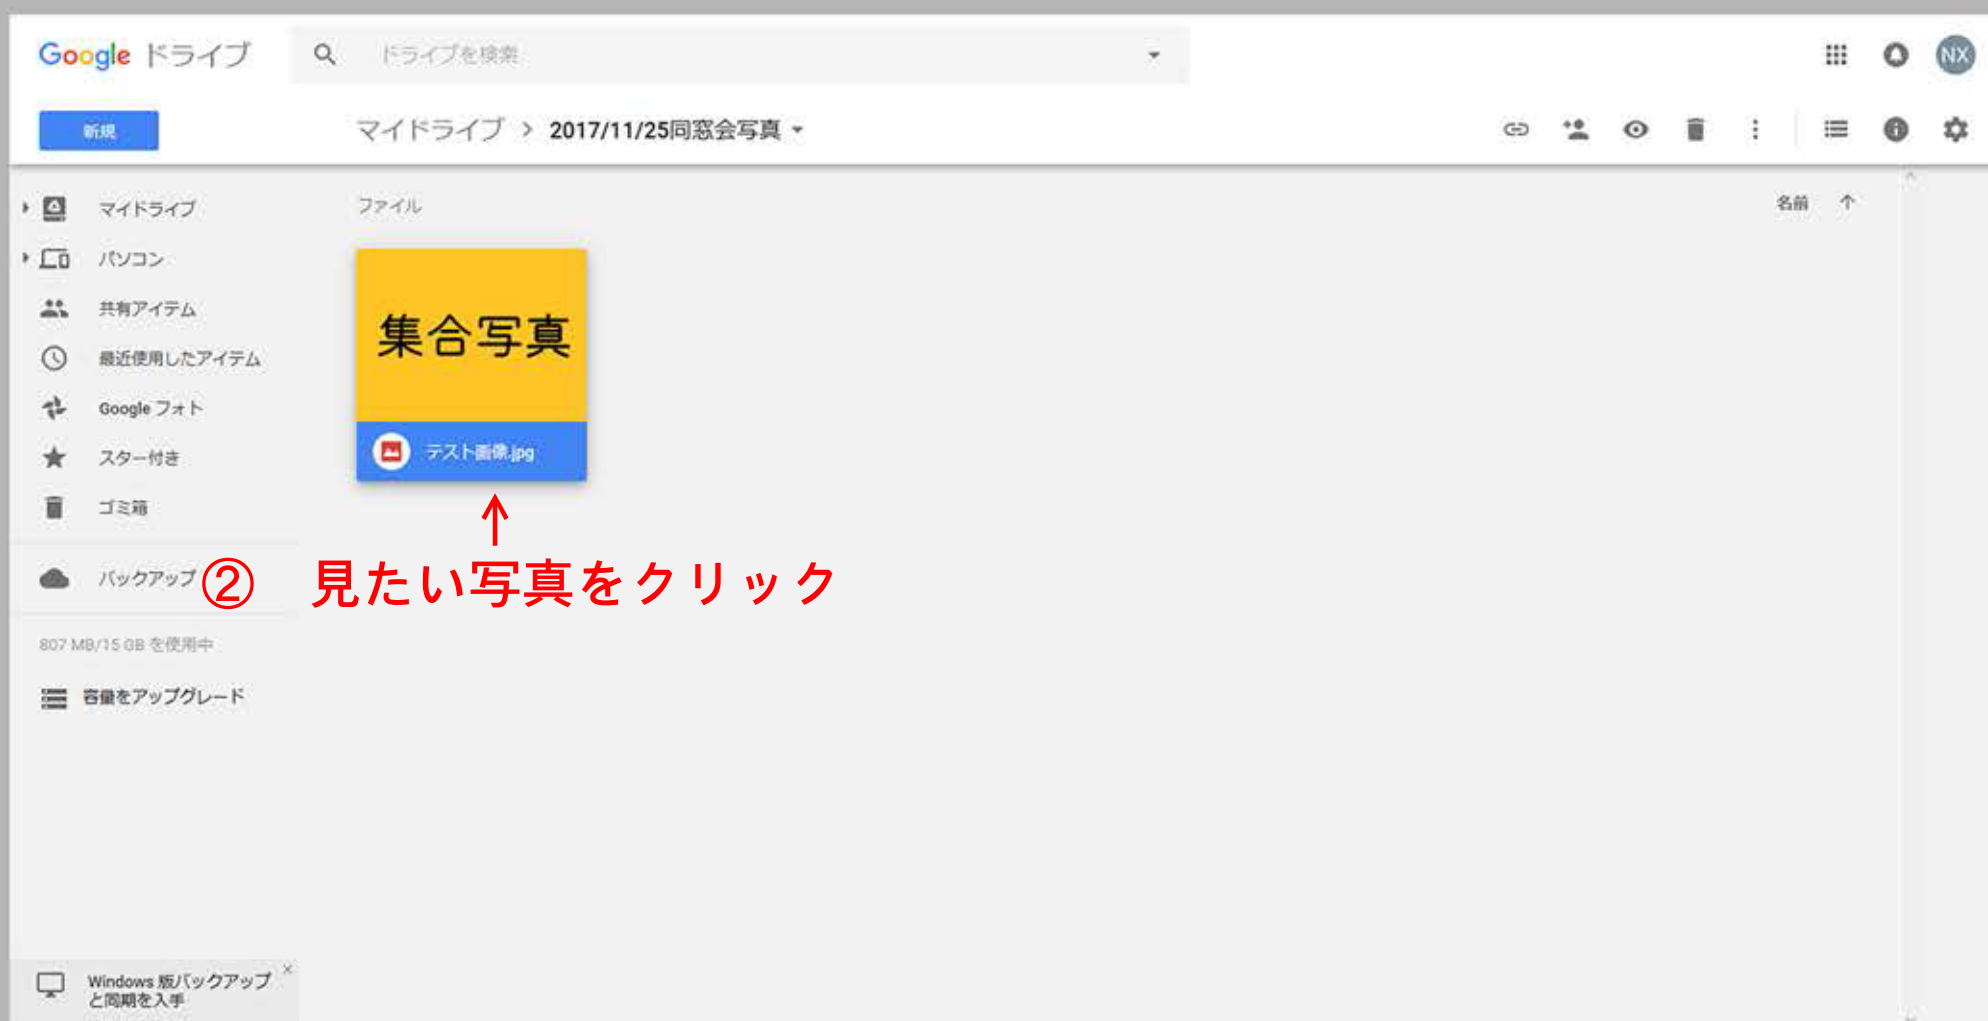 Google ドライブ
ドライブを検索
NX
新規
マイドライブ > 2017/11/25同窓会写真
マイドライブ
ファイル
名前 ↑
パソコン
共有アイテム
最近使用したアイテム
Google フォト
スター付き
ゴミ箱
集合写真
テスト画像.jpg
↑
バックアップ
② 見たい写真をクリック
807 MB/15 GB を使用中
容量をアップグレード
Windows 版バックアップ
と同期を入手